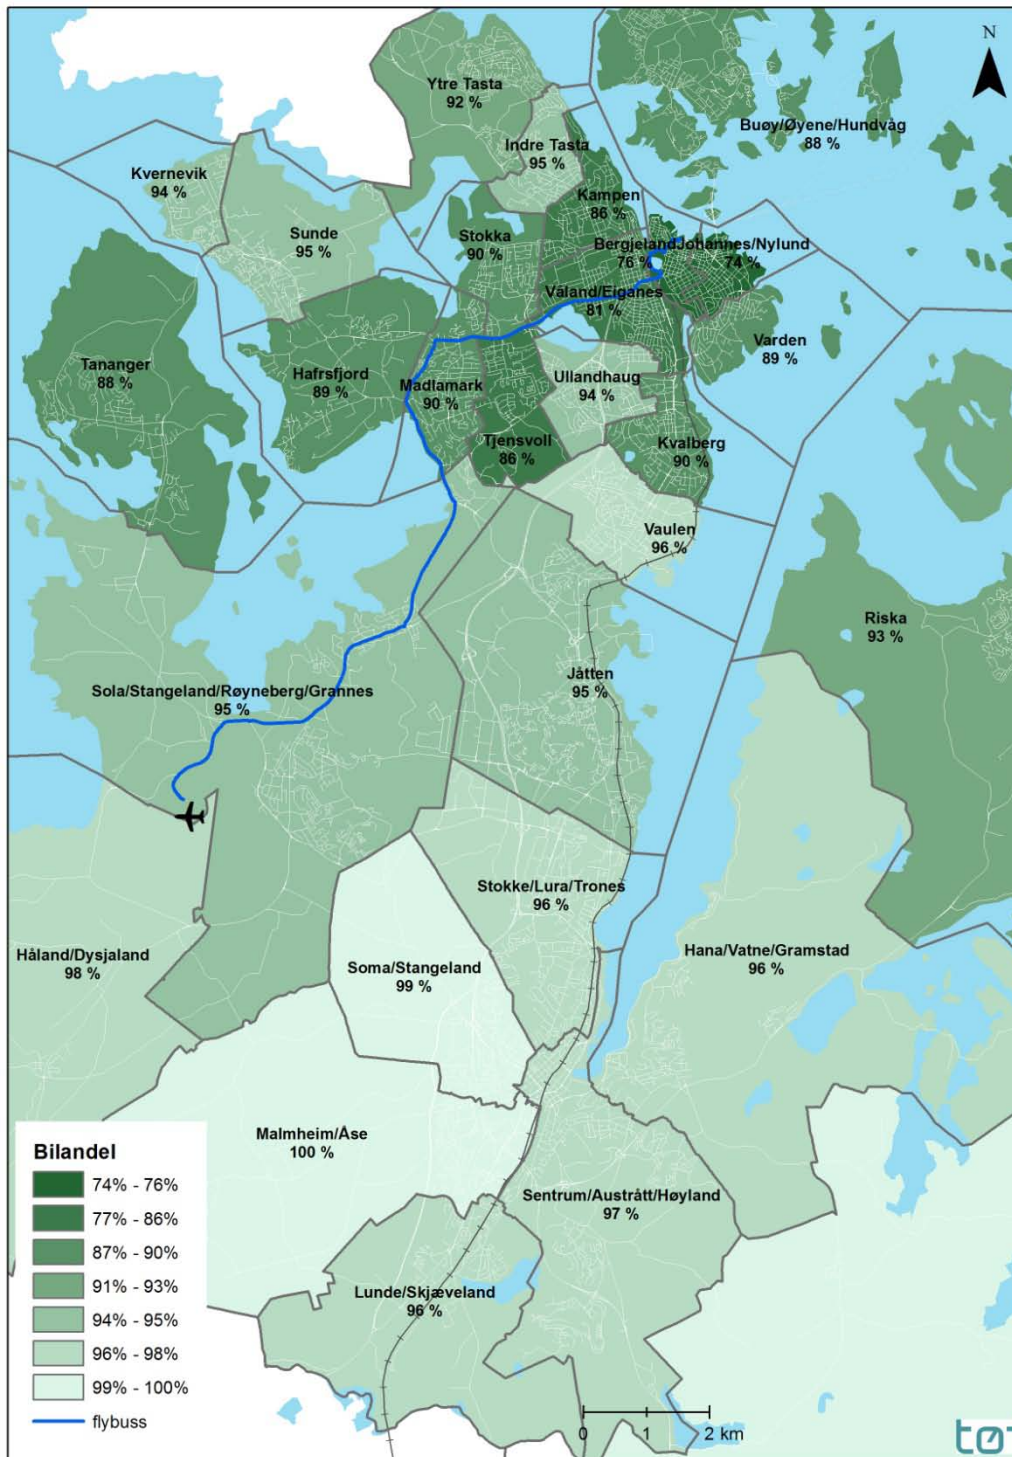 N
Ytre Tasta
92 %
Buøy/Øyene/Hundvåg
88 %
Indre Tasta
95 %
Kvernevik
94 %
Kampen
86 %
Sunde
95 %
Stokka
90 %
Bergjeland
76 %
Johannes/Nylund
74 %
Våland/Eiganes
81 %
Varden
89 %
Tananger
88 %
Hafrsfjord
89 %
Madlamark
90 %
Ullandhaug
94 %
Tjensvoll
86 %
Kvalberg
90 %
Vaulen
96 %
Riska
93 %
Jåtten
95 %
Sola/Stangeland/Røyneberg/Grannes
95 %
Stokke/Lura/Trones
96 %
Håland/Dysjaland
98 %
Soma/Stangeland
99 %
Hana/Vatne/Gramstad
96 %
Malmheim/Åse
100 %
Sentrum/Austrått/Høyland
97 %
Lunde/Skjæveland
96 %
Bilandel
74% - 76%
77% - 86%
87% - 90%
91% - 93%
94% - 95%
96% - 98%
99% - 100%
flybuss
0 1 2 km